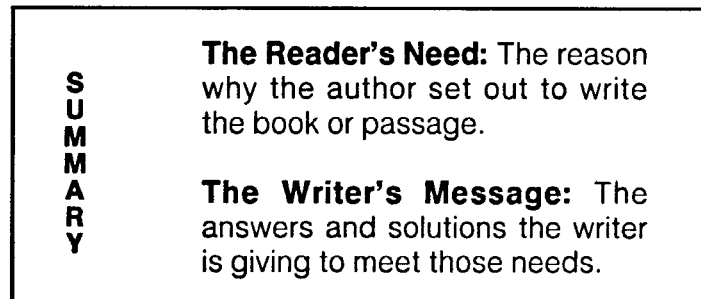 SUMMARY
The Reader's Need: The reason
why the author set out to write
the book or passage.
The Writer's Message: The
answers and solutions the writer
is giving to meet those needs.